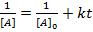 1/[A] = 1/[A]₀ + kt